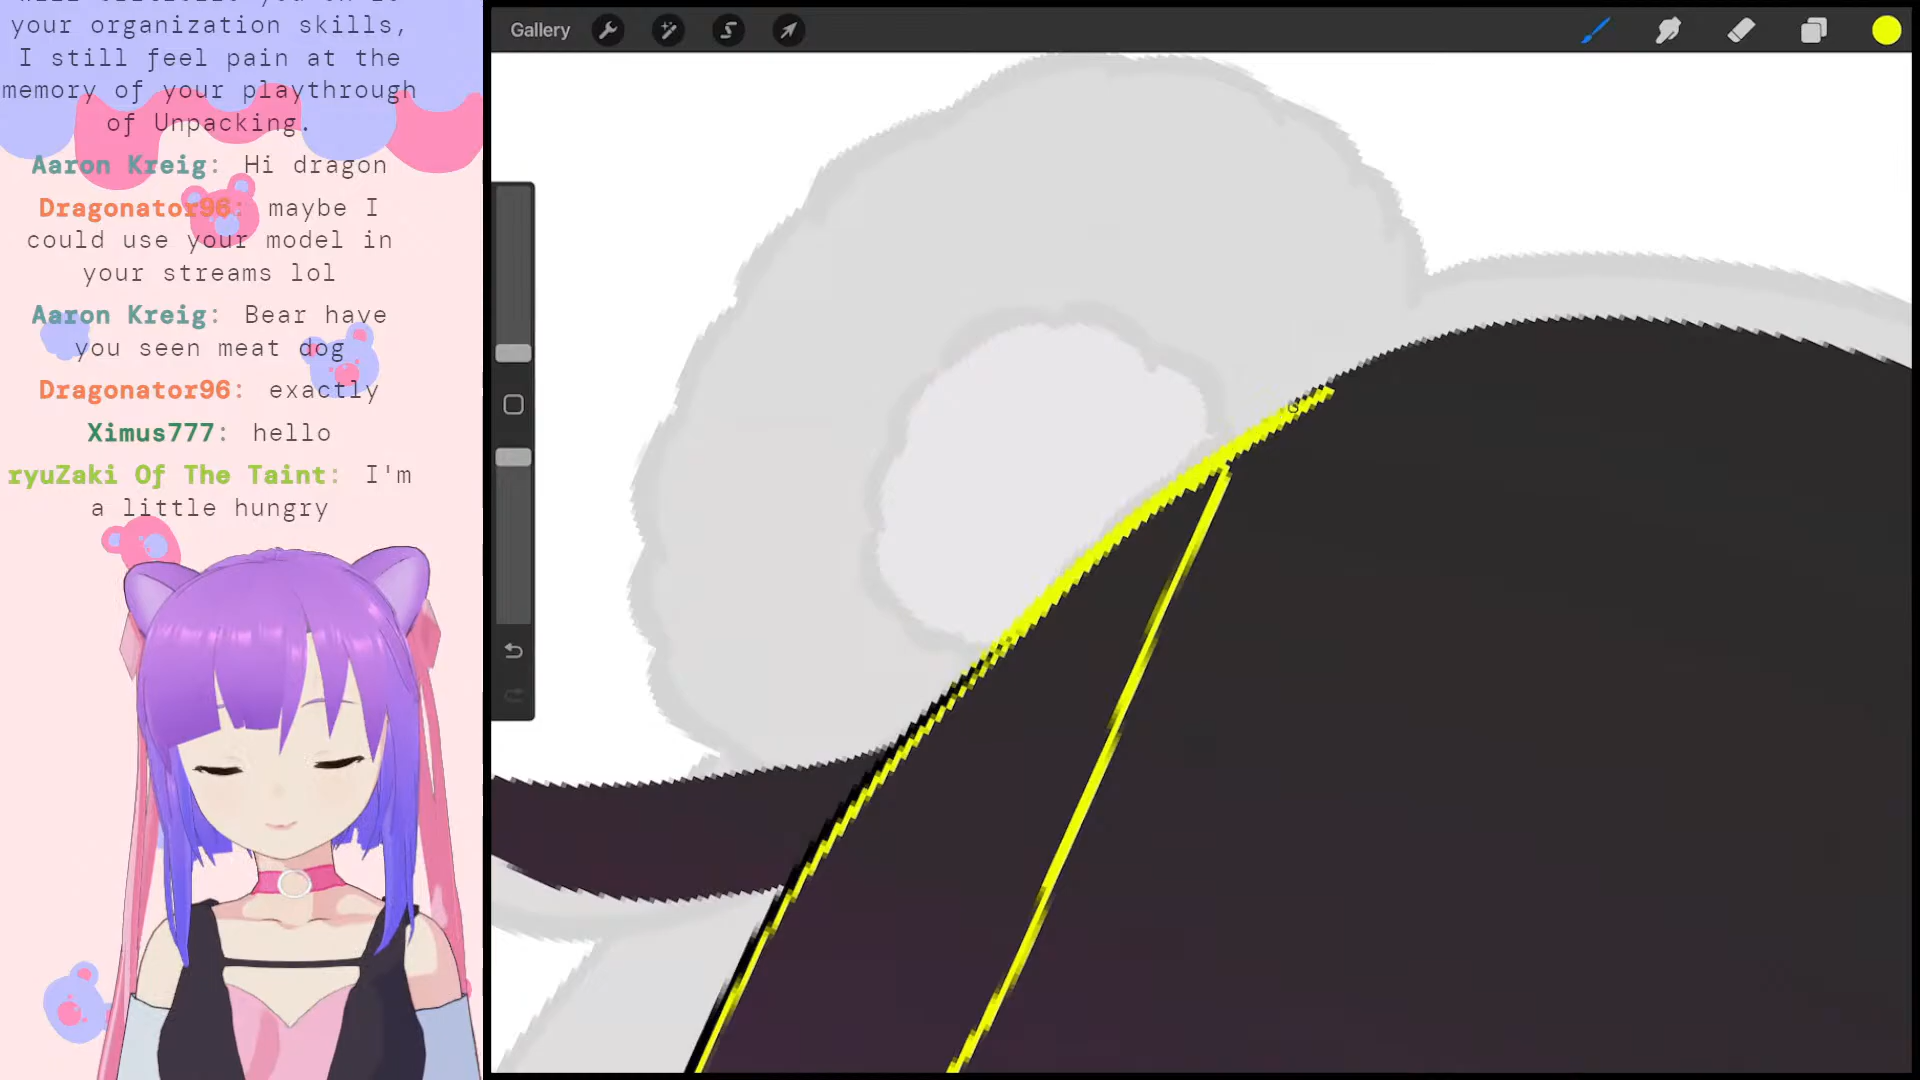 your organization skills,
I still feel pain at the
memory of your playthrough
of Unpacking.
Aaron Kreig: Hi dragon
Dragonator96: maybe I
could use your model in
your streams lol
Aaron Kreig: Bear have
you seen meat dog
Dragonator96: exactly
Ximus777: hello
ryuZaki Of The Taint: I'm
a little hungry
Gallery